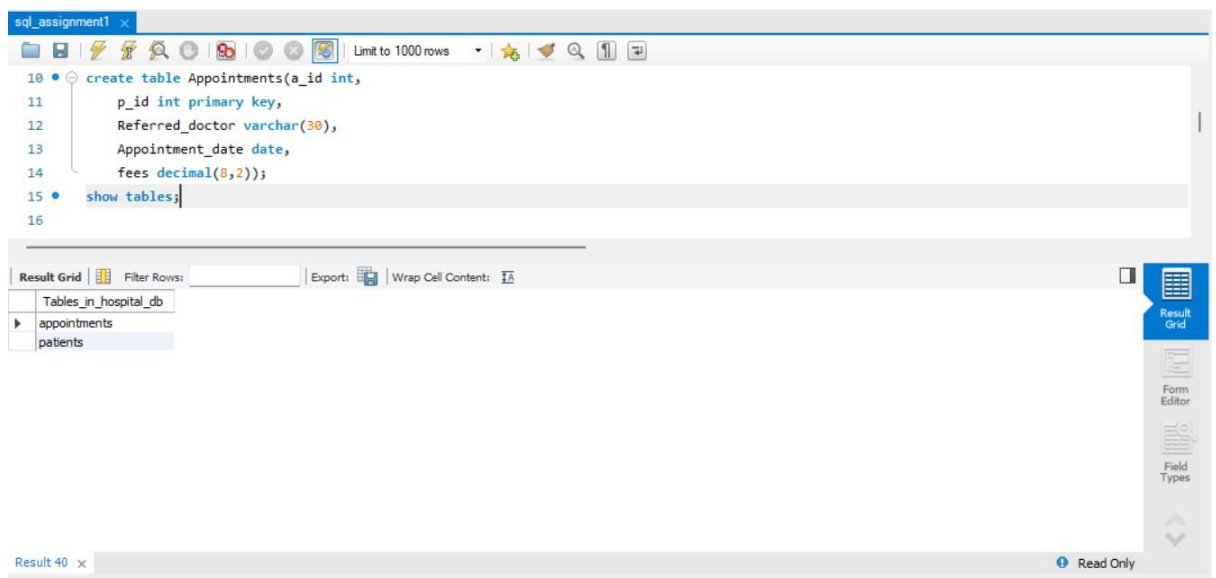 sql_assignment1 ×
Limit to 1000 rows
10 create table Appointments(a_id int,
11 p_id int primary key,
12 Referred_doctor varchar(30),
13 Appointment_date date,
14 fees decimal(8,2));
15 show tables;
16
Result Grid Filter Rows: Export: Wrap Cell Content: IA
Tables_in_hospital_db
appointments
patients
Result
Grid
Form
Editor
Field
Types
Result 40 × Read Only